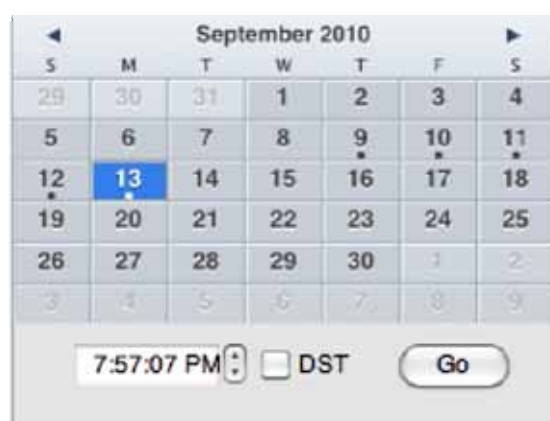 September 2010
S M T W T F S
29 30 31 1 2 3 4
5 6 7 8 9 10 11
12 13 14 15 16 17 18
19 20 21 22 23 24 25
26 27 28 29 30 1 2
3 4 5 6 7 8 9
7:57:07 PM DST Go